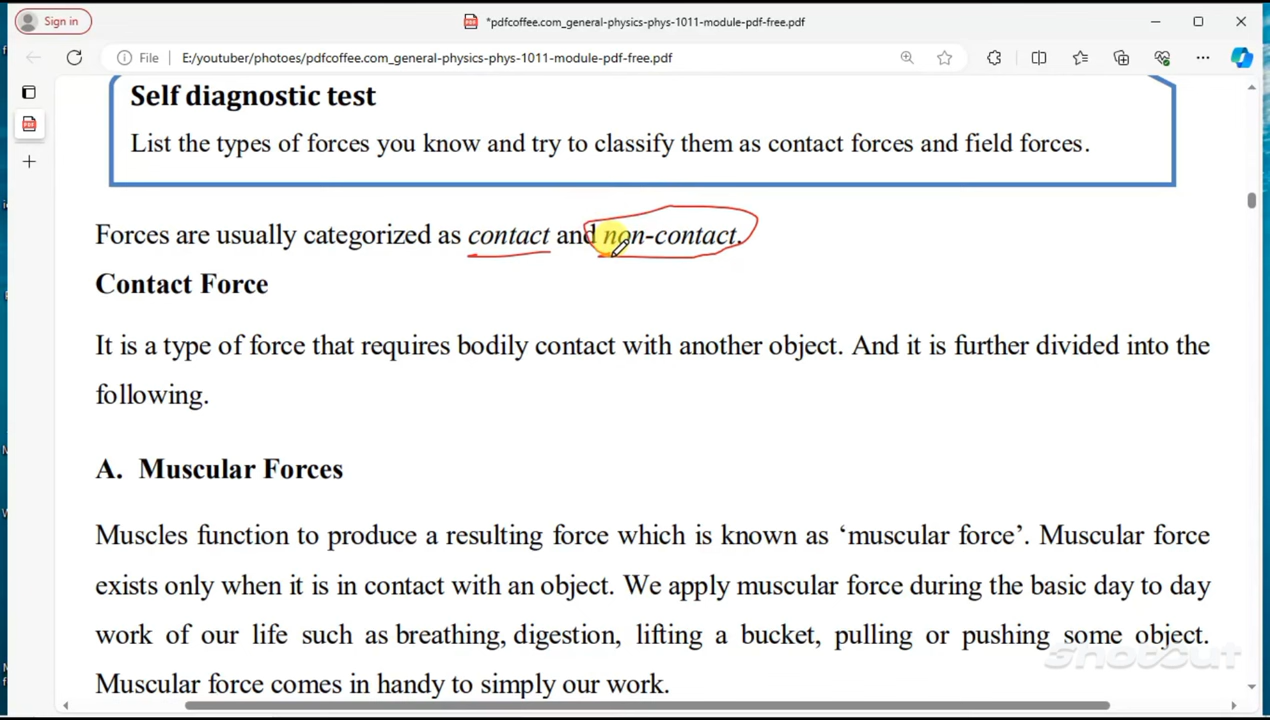 Sign in
*pdfcoffee.com_general-physics-phys-1011-module-pdf-free.pdf
File E:/youtuber/photoes/pdfcoffee.com_general-physics-phys-1011-module-pdf-free.pdf
Self diagnostic test
List the types of forces you know and try to classify them as contact forces and field forces.
Forces are usually categorized as contact and non-contact.
Contact Force
It is a type of force that requires bodily contact with another object. And it is further divided into the
following.
A. Muscular Forces
Muscles function to produce a resulting force which is known as ‘muscular force’. Muscular force
exists only when it is in contact with an object. We apply muscular force during the basic day to day
work of our life such as breathing, digestion, lifting a bucket, pulling or pushing some object.
shotcut
Muscular force comes in handy to simply our work.